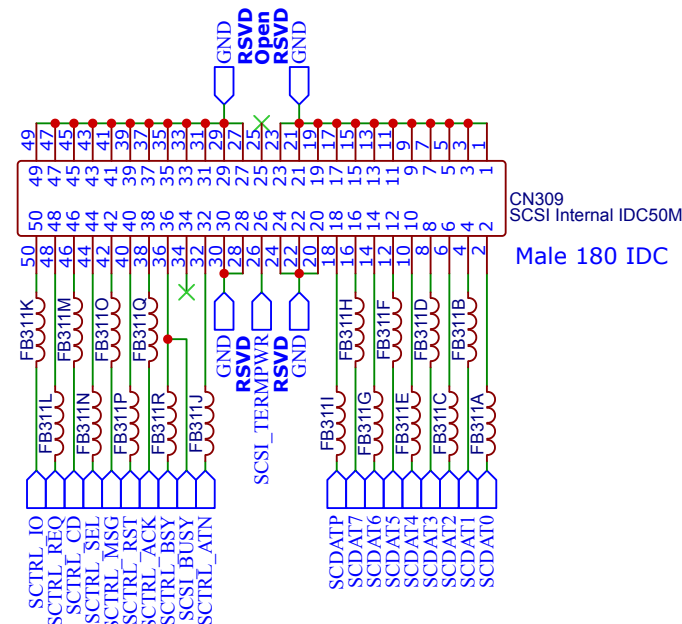 GND
RSVD
Open
RSVD
GND
49 47 45 43 41 39 37 35 33 31 29 27 25 23 21 19 17 15 13 11 9 7 5 3 1
49 47 45 43 41 39 37 35 33 31 29 27 25 23 21 19 17 15 13 11 9 7 5 3 1
50 48 46 44 42 40 38 36 34 32 30 28 26 24 22 20 18 16 14 12 10 8 6 4 2
50 48 46 44 42 40 38 36 34 32 30 28 26 24 22 20 18 16 14 12 10 8 6 4 2
CN309
SCSI Internal IDC50M
Male 180 IDC
FB311K
FB311M
FB311O
FB311Q
FB311H
FB311F
FB311D
FB311B
GND
RSVD
SCSI_TERMPWR
RSVD
GND
FB311L
FB311N
FB311P
FB311R
FB311J
FB311I
FB311G
FB311E
FB311C
FB311A
SCTRL_IO
SCTRL_REQ
SCTRL_CD
SCTRL_SEL
SCTRL_MSG
SCTRL_RST
SCTRL_ACK
SCTRL_BSY
SCSI_BUSY
SCTRL_ATN
SCDATP
SCDAT7
SCDAT6
SCDAT5
SCDAT4
SCDAT3
SCDAT2
SCDAT1
SCDAT0